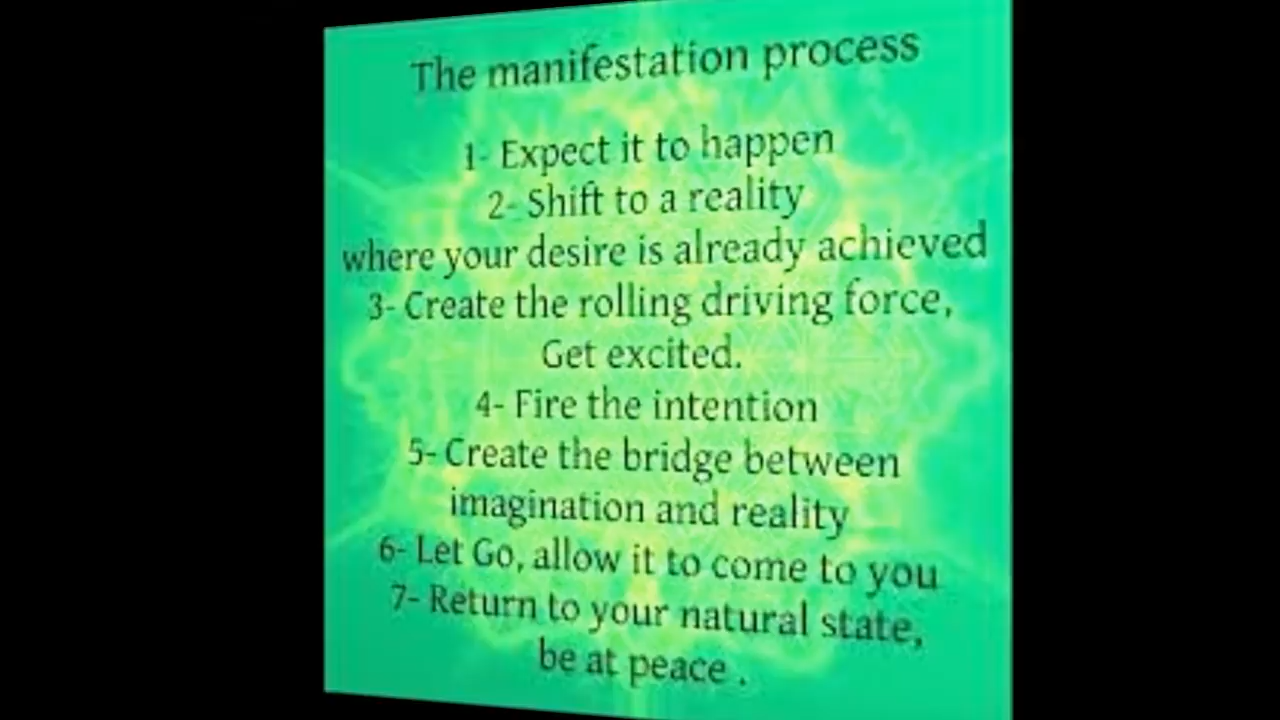 The manifestation process
1- Expect it to happen
2- Shift to a reality
where your desire is already achieved
3- Create the rolling driving force,
Get excited.
4- Fire the intention
5- Create the bridge between
imagination and reality
6- Let Go, allow it to come to you
7- Return to your natural state,
be at peace .